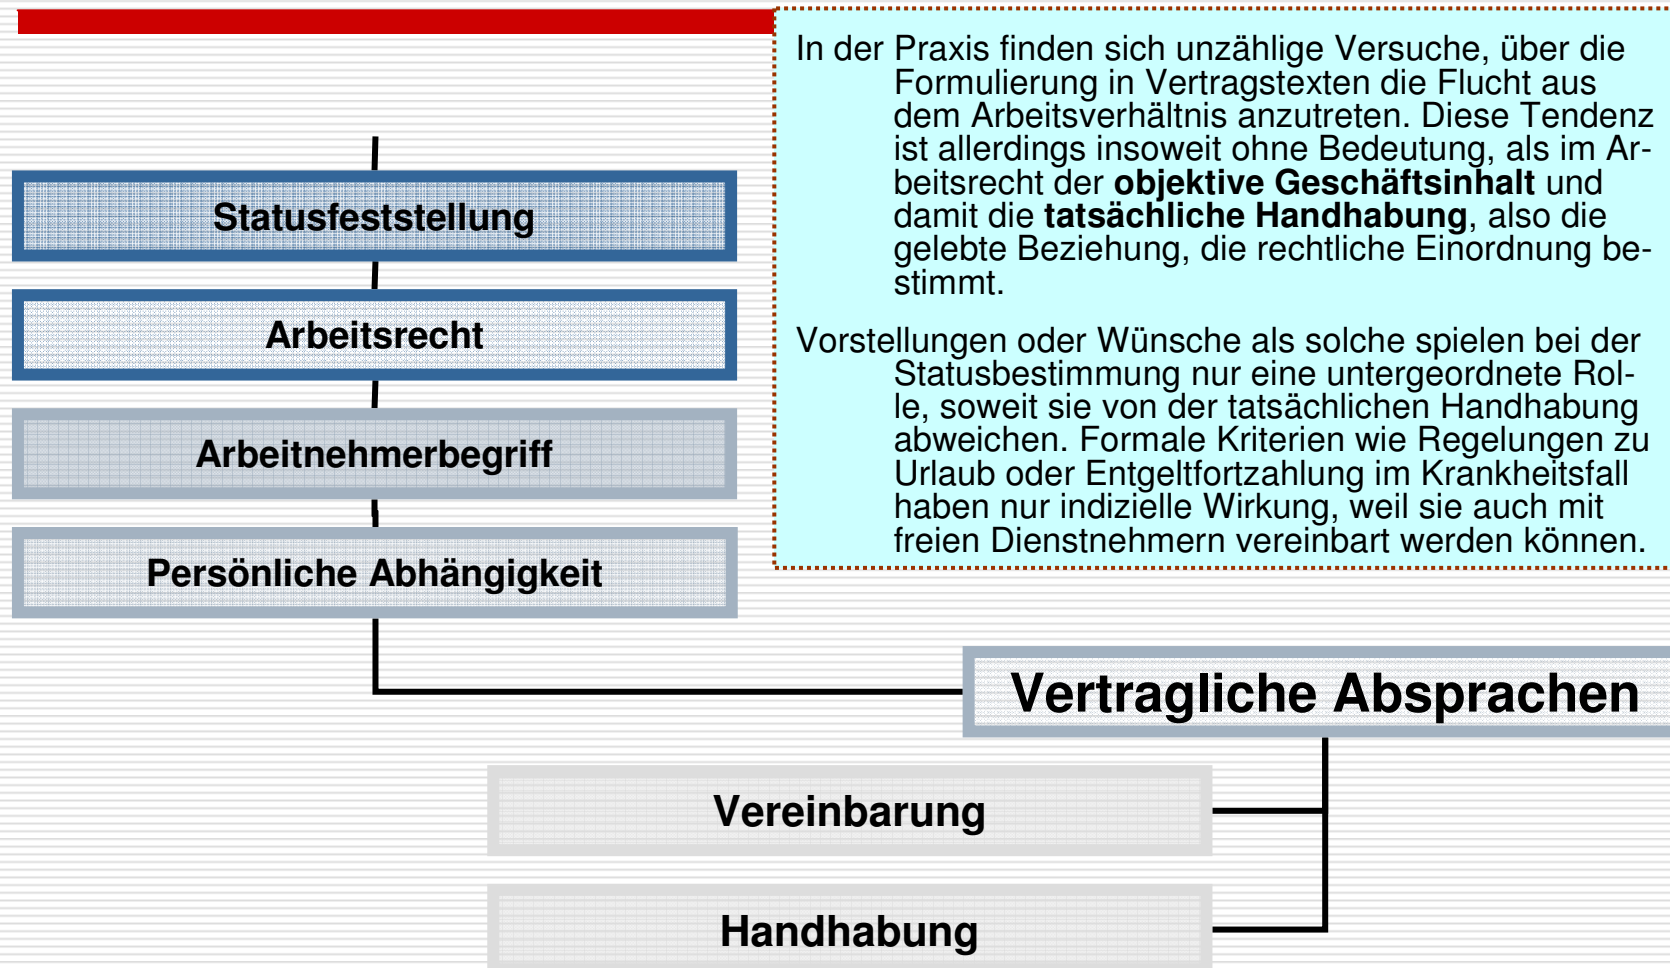 In der Praxis finden sich unzählige Versuche, über die
Formulierung in Vertragstexten die Flucht aus
dem Arbeitsverhältnis anzutreten. Diese Tendenz
ist allerdings insoweit ohne Bedeutung, als im Ar-
beitsrecht der objektive Geschäftsinhalt und
damit die tatsächliche Handhabung, also die
gelebte Beziehung, die rechtliche Einordnung be-
stimmt.
Vorstellungen oder Wünsche als solche spielen bei der
Statusbestimmung nur eine untergeordnete Rol-
le, soweit sie von der tatsächlichen Handhabung
abweichen. Formale Kriterien wie Regelungen zu
Urlaub oder Entgeltfortzahlung im Krankheitsfall
haben nur indizielle Wirkung, weil sie auch mit
freien Dienstnehmern vereinbart werden können.
Statusfeststellung
Arbeitsrecht
Arbeitnehmerbegriff
Persönliche Abhängigkeit
Vertragliche Absprachen
Vereinbarung
Handhabung